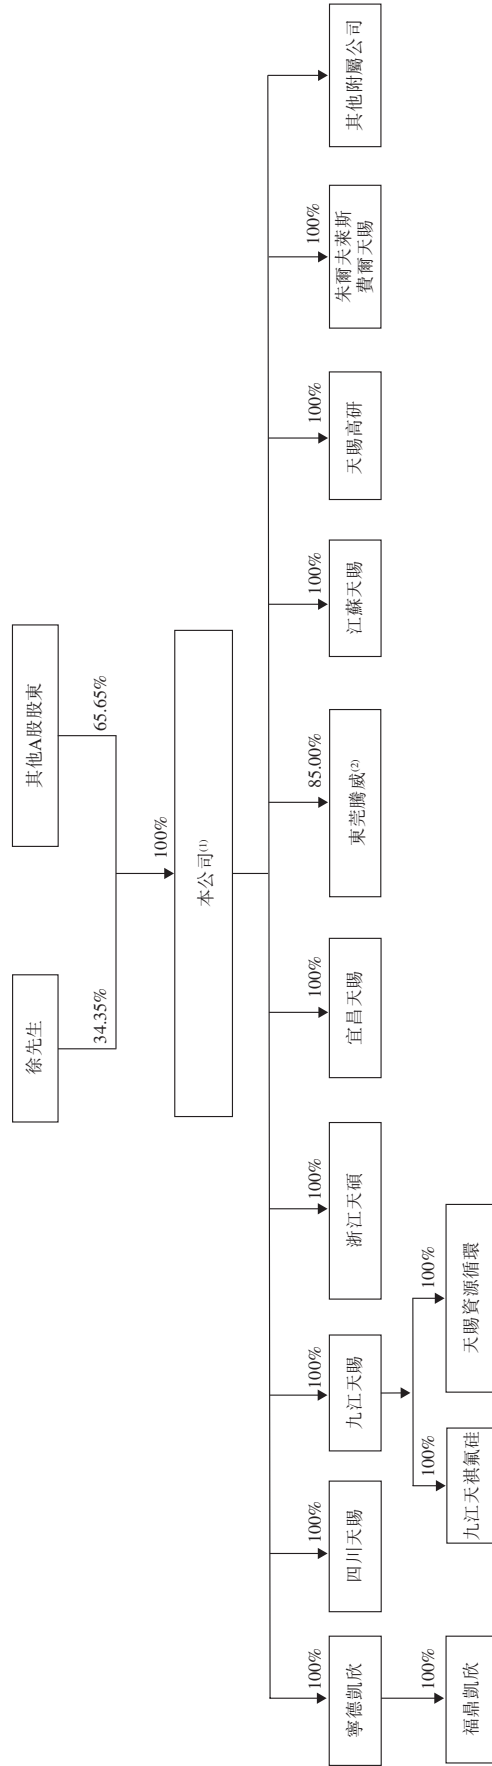 徐先生
其他A股股東
34.35%
65.65%
100%
本公司(1)
100%
100%
100%
100%
100%
85.00%
100%
100%
100%
寧德凱欣
四川天賜
九江天賜
浙江天碩
宜昌天賜
東莞騰威(2)
江蘇天賜
天賜高研
朱爾夫萊斯
費爾天賜
其他附屬公司
100%
100%
100%
福鼎凱欣
九江天祺氟硅
天賜資源循環